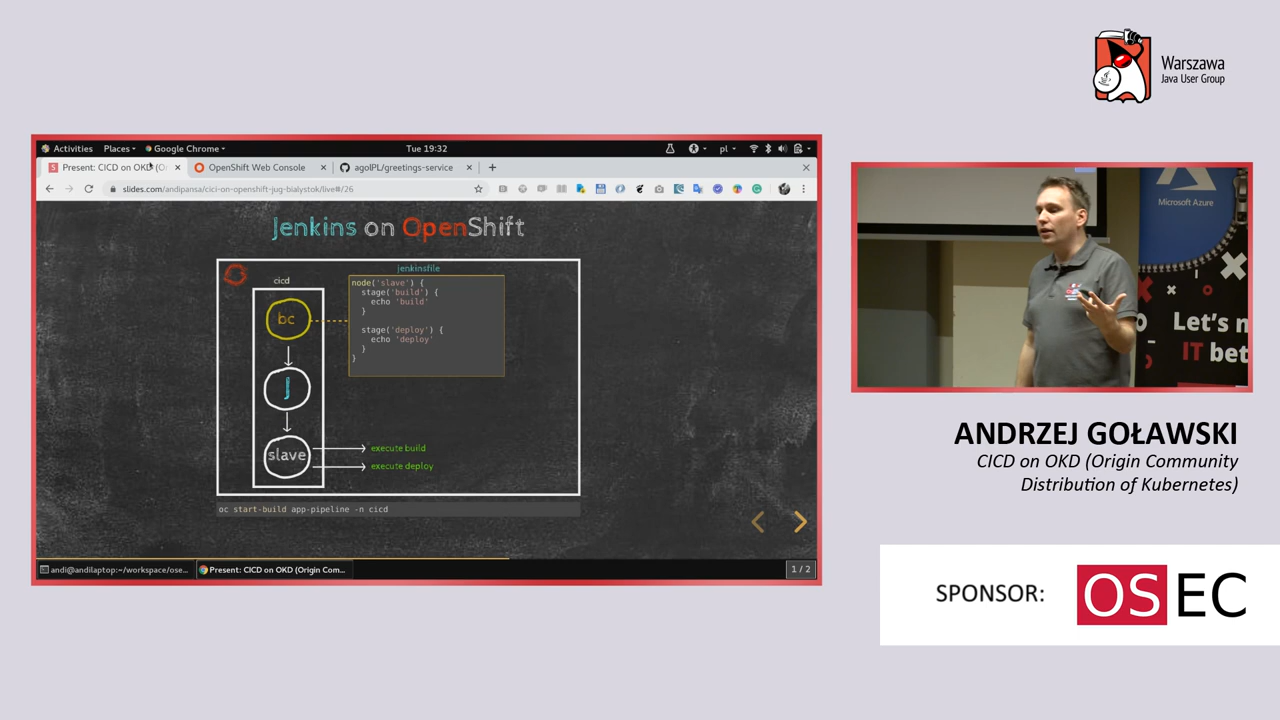 Warszawa
Java User Group
Activities Places Google Chrome Tue 19:32 pl
Present: CICD on OKD (O OpenShift Web Console agolPL/greetings-service
slides.com/andipansa/cici-on-openshift-jug-bialystok/live#/26
Jenkins on OpenShift
cicd
jenkinsfile
bc
node('slave') {
stage('build') {
echo 'build'
}
stage('deploy') {
echo 'deploy'
}
}
J
slave
execute build
execute deploy
oc start-build app-pipeline -n cicd
andi@andilaptop:~/workspace/ose... Present: CICD on OKD (Origin Com... 1 / 2
Microsoft Azure
Let's
IT bet
ANDRZEJ GOŁAWSKI
CICD on OKD (Origin Community
Distribution of Kubernetes)
SPONSOR: OSEC